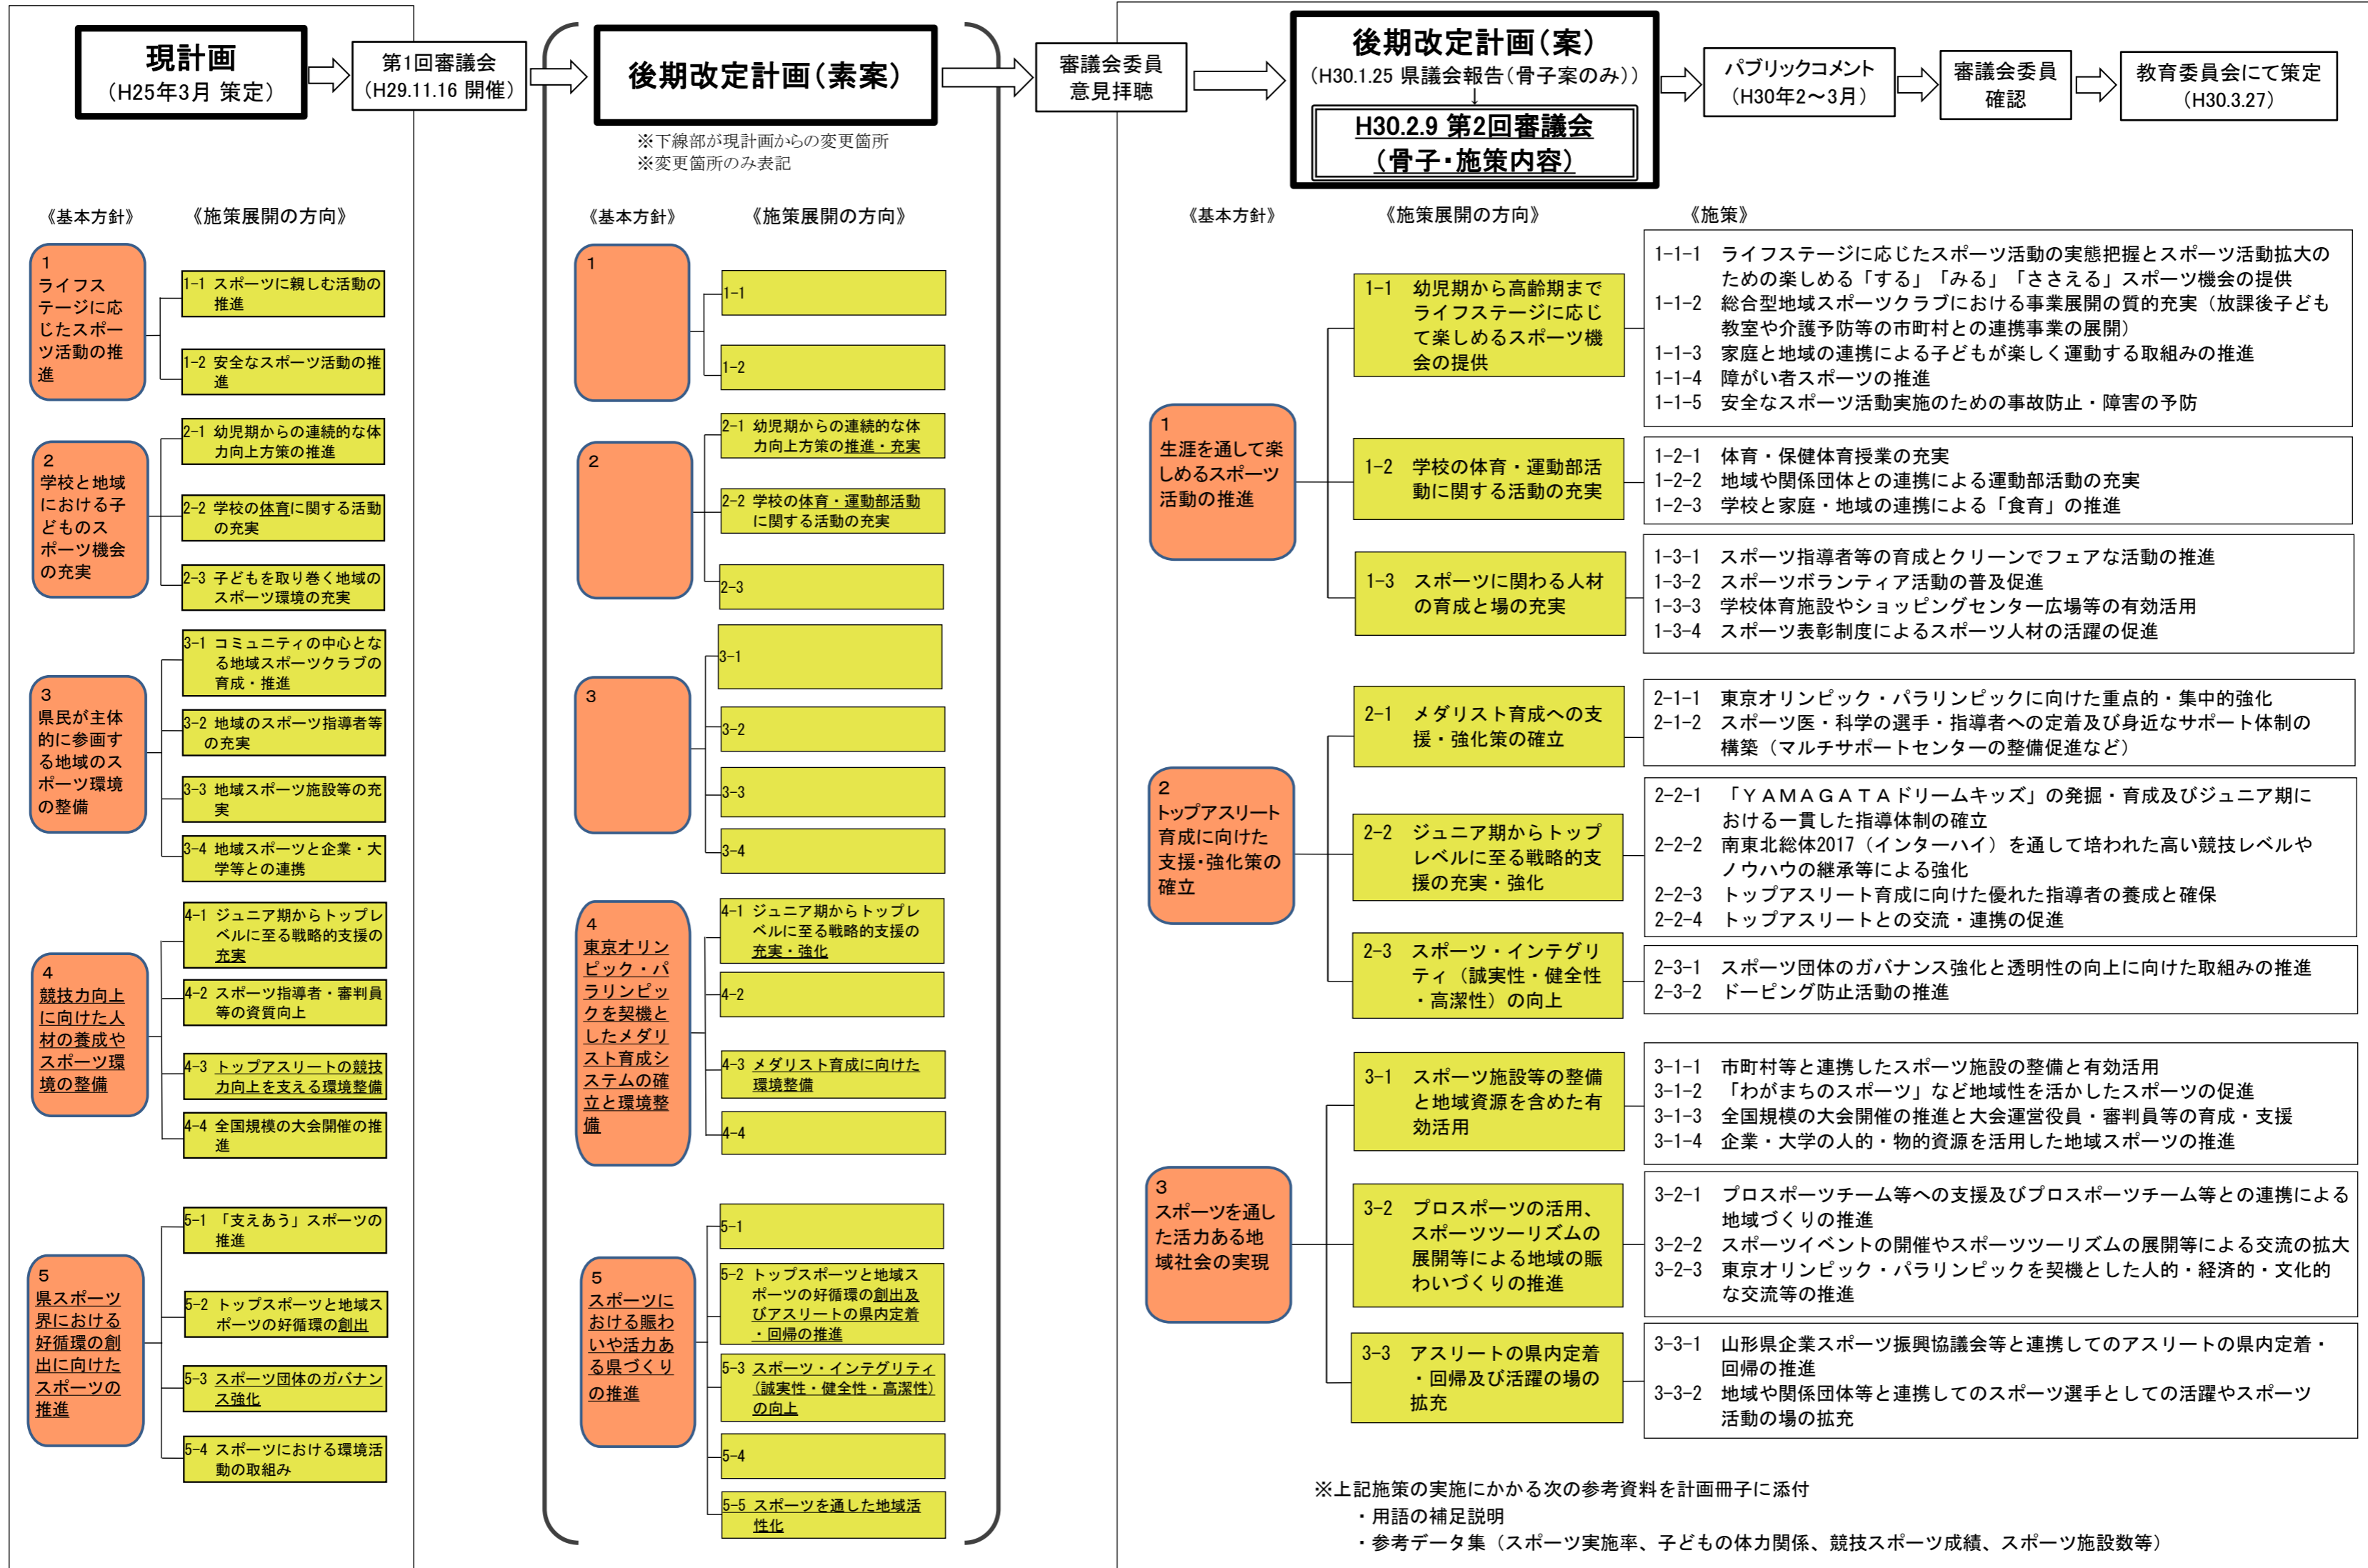 現計画
(H25年3月 策定)
第1回審議会
(H29.11.16 開催)
後期改定計画(素案)
※下線部が現計画からの変更箇所
※変更箇所のみ表記
審議会委員
意見拝聴
後期改定計画(案)
(H30.1.25 県議会報告(骨子案のみ))
↓
H30.2.9 第2回審議会
(骨子・施策内容)
パブリックコメント
(H30年2～3月)
審議会委員
確認
教育委員会にて策定
(H30.3.27)
《基本方針》
《施策展開の方向》
1
ライフス
テージに応
じたスポー
ツ活動の推
進
1-1 スポーツに親しむ活動の
推進
1-2 安全なスポーツ活動の推
進
2
学校と地域
における子
どものス
ポーツ機会
の充実
2-1 幼児期からの連続的な体
力向上方策の推進
2-2 学校の体育に関する活動
の充実
2-3 子どもを取り巻く地域の
スポーツ環境の充実
3
県民が主体
的に参画す
る地域のス
ポーツ環境
の整備
3-1 コミュニティの中心とな
る地域スポーツクラブの
育成・推進
3-2 地域のスポーツ指導者等
の充実
3-3 地域スポーツ施設等の充
実
3-4 地域スポーツと企業・大
学等との連携
4
競技力向上
に向けた人
材の養成や
スポーツ環
境の整備
4-1 ジュニア期からトップレ
ベルに至る戦略的支援の
充実
4-2 スポーツ指導者・審判員
等の資質向上
4-3 トップアスリートの競技
力向上を支える環境整備
4-4 全国規模の大会開催の推
進
5
県スポーツ
界における
好循環の創
出に向けた
スポーツの
推進
5-1 「支えあう」スポーツの
推進
5-2 トップスポーツと地域ス
ポーツの好循環の創出
5-3 スポーツ団体のガバナン
ス強化
5-4 スポーツにおける環境活
動の取組み
《基本方針》
《施策展開の方向》
1
1-1
1-2
2
2-1 幼児期からの連続的な体
力向上方策の推進・充実
2-2 学校の体育・運動部活動
に関する活動の充実
2-3
3
3-1
3-2
3-3
3-4
4
東京オリン
ピック・パ
ラリンピッ
クを契機と
したメダリ
スト育成シ
ステムの確
立と環境整
備
4-1 ジュニア期からトップレ
ベルに至る戦略的支援の
充実・強化
4-2
4-3 メダリスト育成に向けた
環境整備
4-4
5
スポーツに
おける賑わ
いや活力あ
る県づくり
の推進
5-1
5-2 トップスポーツと地域ス
ポーツの好循環の創出及
びアスリートの県内定着
・回帰の推進
5-3 スポーツ・インテグリティ
(誠実性・健全性・高潔性)
の向上
5-4
5-5 スポーツを通した地域活
性化
《基本方針》
《施策展開の方向》
《施策》
1
生涯を通して楽
しめるスポーツ
活動の推進
1-1 幼児期から高齢期まで
ライフステージに応じ
て楽しめるスポーツ機
会の提供
1-1-1 ライフステージに応じたスポーツ活動の実態把握とスポーツ活動拡大の
ための楽しめる「する」「みる」「ささえる」スポーツ機会の提供
1-1-2 総合型地域スポーツクラブにおける事業展開の質的充実（放課後子ども
教室や介護予防等の市町村との連携事業の展開）
1-1-3 家庭と地域の連携による子どもが楽しく運動する取組みの推進
1-1-4 障がい者スポーツの推進
1-1-5 安全なスポーツ活動実施のための事故防止・障害の予防
1-2 学校の体育・運動部活
動に関する活動の充実
1-2-1 体育・保健体育授業の充実
1-2-2 地域や関係団体との連携による運動部活動の充実
1-2-3 学校と家庭・地域の連携による「食育」の推進
1-3 スポーツに関わる人材
の育成と場の充実
1-3-1 スポーツ指導者等の育成とクリーンでフェアな活動の推進
1-3-2 スポーツボランティア活動の普及促進
1-3-3 学校体育施設やショッピングセンター広場等の有効活用
1-3-4 スポーツ表彰制度によるスポーツ人材の活躍の促進
2
トップアスリート
育成に向けた
支援・強化策の
確立
2-1 メダリスト育成への支
援・強化策の確立
2-1-1 東京オリンピック・パラリンピックに向けた重点的・集中的強化
2-1-2 スポーツ医・科学の選手・指導者への定着及び身近なサポート体制の
構築（マルチサポートセンターの整備促進など）
2-2 ジュニア期からトップ
レベルに至る戦略的支
援の充実・強化
2-2-1 「ＹＡＭＡＧＡＴＡドリームキッズ」の発掘・育成及びジュニア期に
おける一貫した指導体制の確立
2-2-2 南東北総体2017（インターハイ）を通して培われた高い競技レベルや
ノウハウの継承等による強化
2-2-3 トップアスリート育成に向けた優れた指導者の養成と確保
2-2-4 トップアスリートとの交流・連携の促進
2-3 スポーツ・インテグリ
ティ（誠実性・健全性
・高潔性）の向上
2-3-1 スポーツ団体のガバナンス強化と透明性の向上に向けた取組みの推進
2-3-2 ドーピング防止活動の推進
3
スポーツを通し
た活力ある地
域社会の実現
3-1 スポーツ施設等の整備
と地域資源を含めた有
効活用
3-1-1 市町村等と連携したスポーツ施設の整備と有効活用
3-1-2 「わがまちのスポーツ」など地域性を活かしたスポーツの促進
3-1-3 全国規模の大会開催の推進と大会運営役員・審判員等の育成・支援
3-1-4 企業・大学の人的・物的資源を活用した地域スポーツの推進
3-2 プロスポーツの活用、
スポーツツーリズムの
展開等による地域の賑
わいづくりの推進
3-2-1 プロスポーツチーム等への支援及びプロスポーツチーム等との連携による
地域づくりの推進
3-2-2 スポーツイベントの開催やスポーツツーリズムの展開等による交流の拡大
3-2-3 東京オリンピック・パラリンピックを契機とした人的・経済的・文化的
な交流等の推進
3-3 アスリートの県内定着
・回帰及び活躍の場の
拡充
3-3-1 山形県企業スポーツ振興協議会等と連携してのアスリートの県内定着・
回帰の推進
3-3-2 地域や関係団体等と連携してのスポーツ選手としての活躍やスポーツ
活動の場の拡充
※上記施策の実施にかかる次の参考資料を計画冊子に添付
・用語の補足説明
・参考データ集（スポーツ実施率、子どもの体力関係、競技スポーツ成績、スポーツ施設数等）